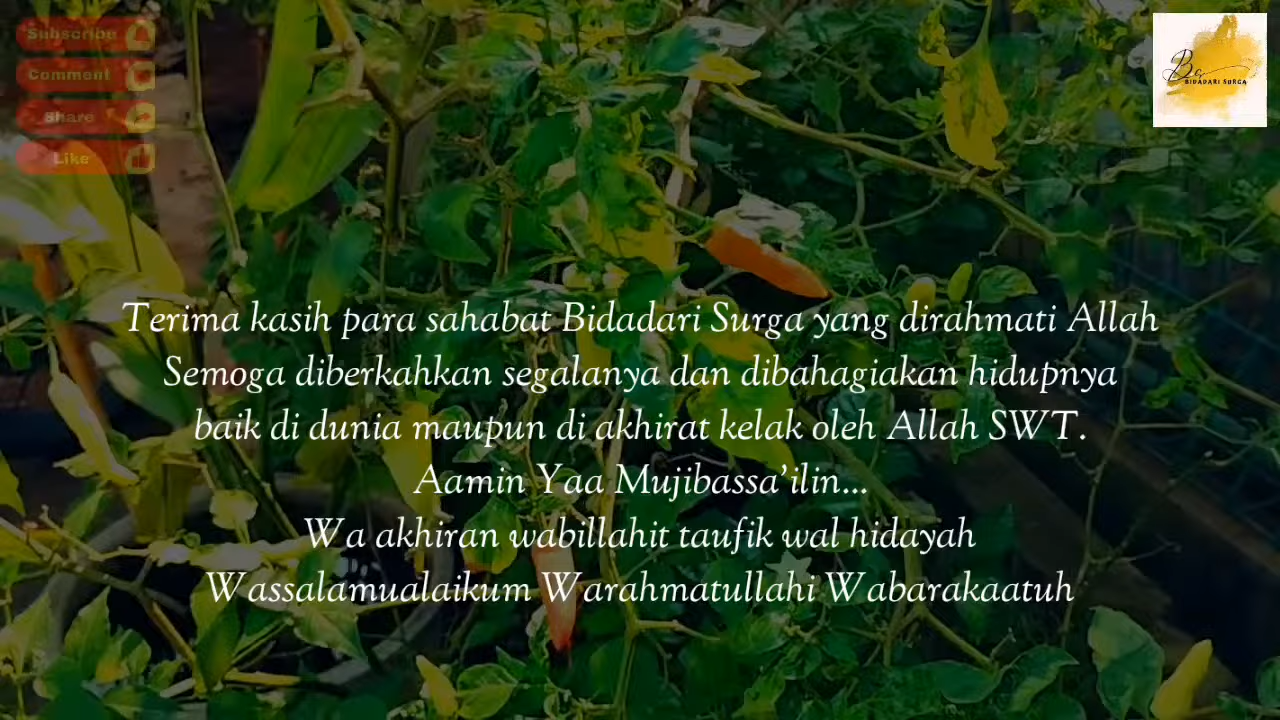 Subscribe
Comment
Share
Like
Bs
BIDADARI SURGA
Terima kasih para sahabat Bidadari Surga yang dirahmati Allah
Semoga diberkahkan segalanya dan dibahagiakan hidupnya
baik di dunia maupun di akhirat kelak oleh Allah SWT.
Aamin Yaa Mujibassa'ilin...
Wa akhiran wabillahit taufik wal hidayah
Wassalamualaikum Warahmatullahi Wabarakaatuh